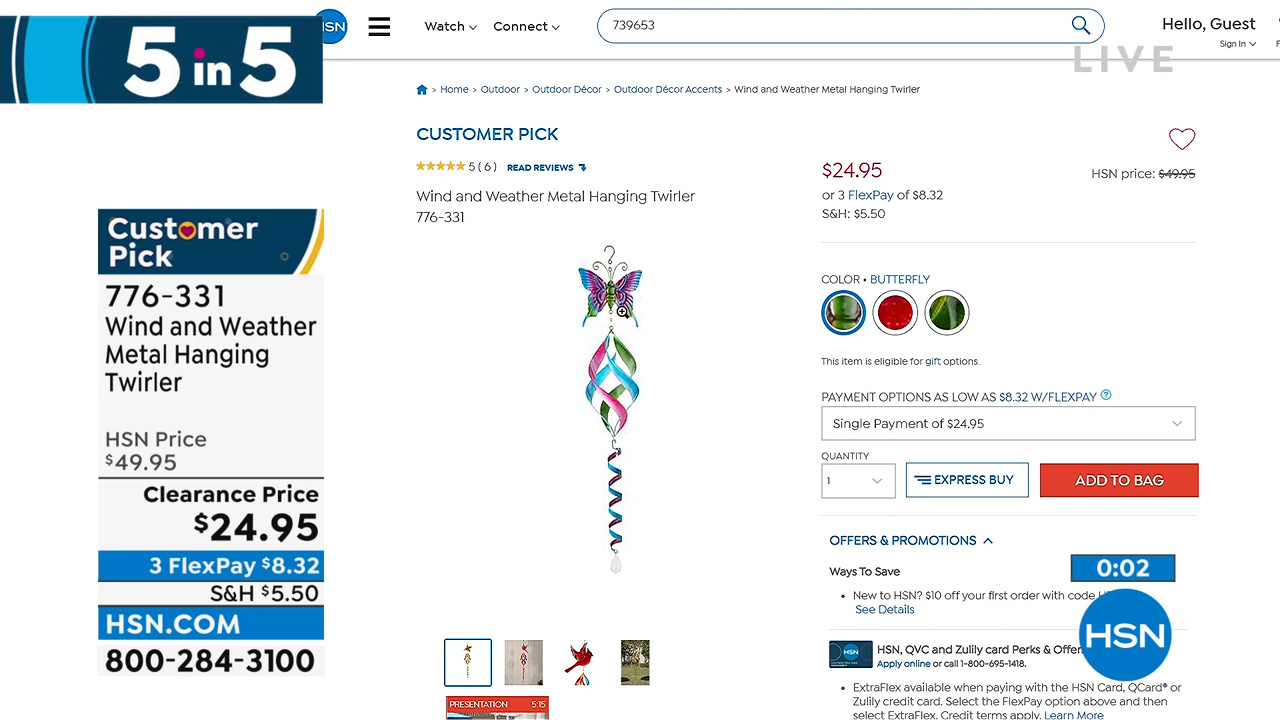 5 in 5
HSN
Watch
Connect
739653
Hello, Guest
Sign In
LIVE
> Home > Outdoor > Outdoor Décor > Outdoor Décor Accents > Wind and Weather Metal Hanging Twirler
CUSTOMER PICK
5 ( 6 ) READ REVIEWS
Wind and Weather Metal Hanging Twirler
776-331
$24.95
HSN price: $49.95
or 3 FlexPay of $8.32
S&H: $5.50
COLOR • BUTTERFLY
This item is eligible for gift options.
PAYMENT OPTIONS AS LOW AS $8.32 W/FLEXPAY ?
Single Payment of $24.95
QUANTITY
1
EXPRESS BUY
ADD TO BAG
OFFERS & PROMOTIONS
Ways To Save
0:02
• New to HSN? $10 off your first order with code
See Details
HSN
HSN, QVC and Zulily card Perks & Offer
Apply online or call 1-800-695-1418.
• ExtraFlex available when paying with the HSN Card, QCard® or
Zulily credit card. Select the FlexPay option above and then
select ExtraFlex. Credit terms apply. Learn More
PRESENTATION 5:15
Customer
Pick
776-331
Wind and Weather
Metal Hanging
Twirler
HSN Price
$49.95
Clearance Price
$24.95
3 FlexPay $8.32
S&H $5.50
HSN.COM
800-284-3100